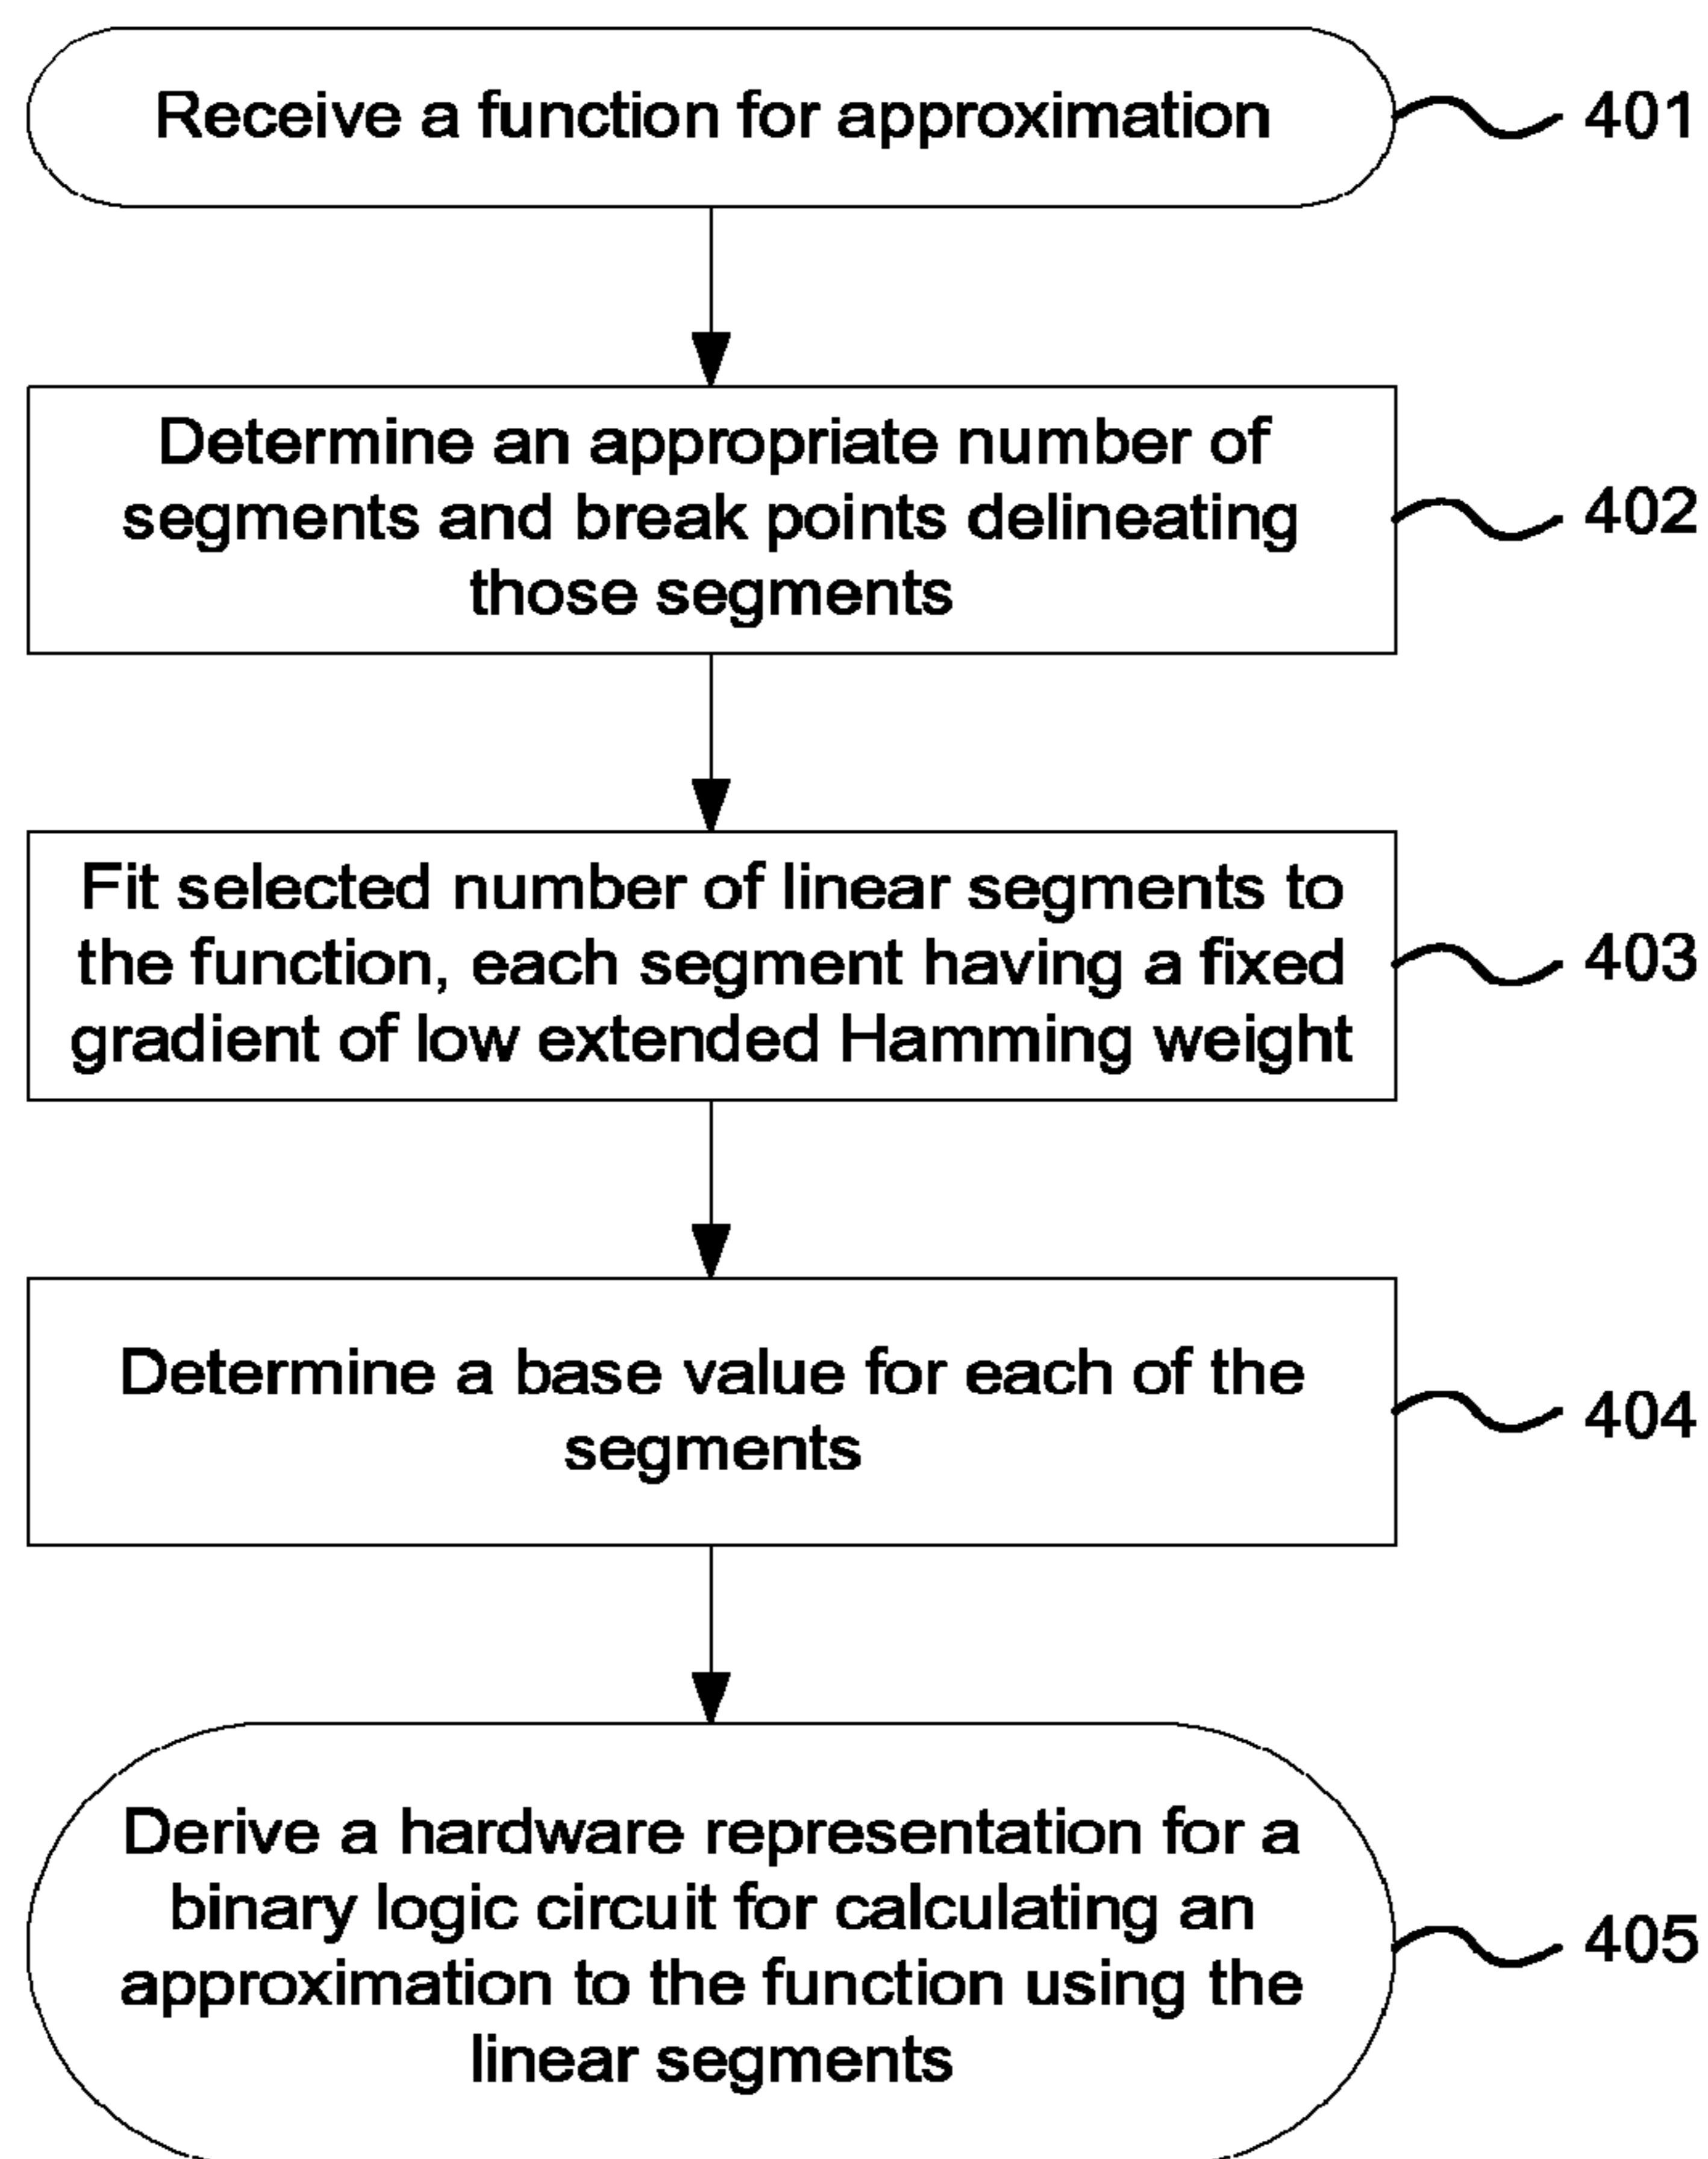 Receive a function for approximation
401
Determine an appropriate number of
segments and break points delineating
those segments
402
Fit selected number of linear segments to
the function, each segment having a fixed
gradient of low extended Hamming weight
403
Determine a base value for each of the
segments
404
Derive a hardware representation for a
binary logic circuit for calculating an
approximation to the function using the
linear segments
405